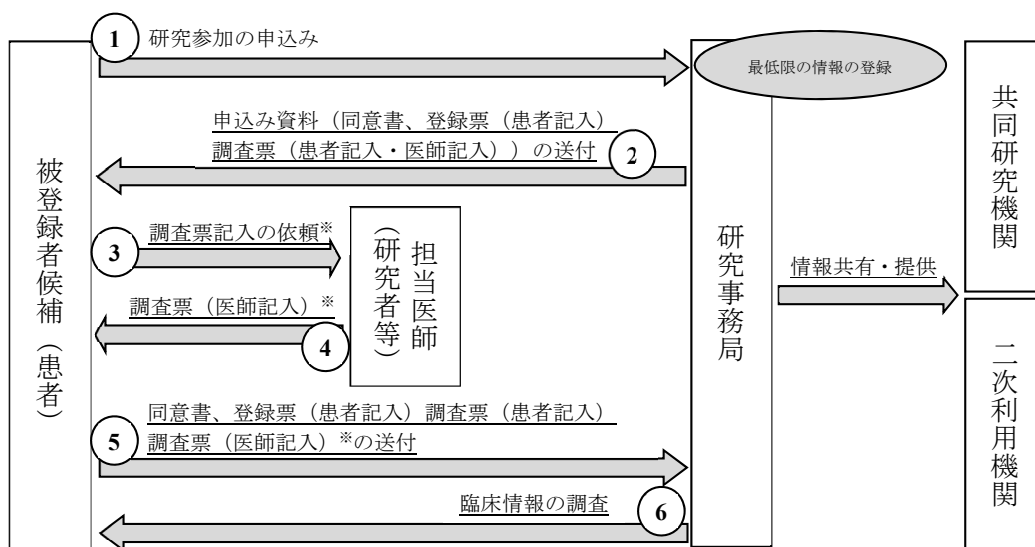 ① 研究参加の申込み
最低限の情報の登録
申込み資料（同意書、登録票（患者記入）
調査票（患者記入・医師記入））の送付 ②
③ 調査票記入の依頼※
調査票（医師記入）※
④
⑤ 同意書、登録票（患者記入）調査票（患者記入）
調査票（医師記入）※の送付
臨床情報の調査 ⑥
被登録者候補（患者）
担当医師
（研究者等）
研究事務局
情報共有・提供
共同研究機関
二次利用機関